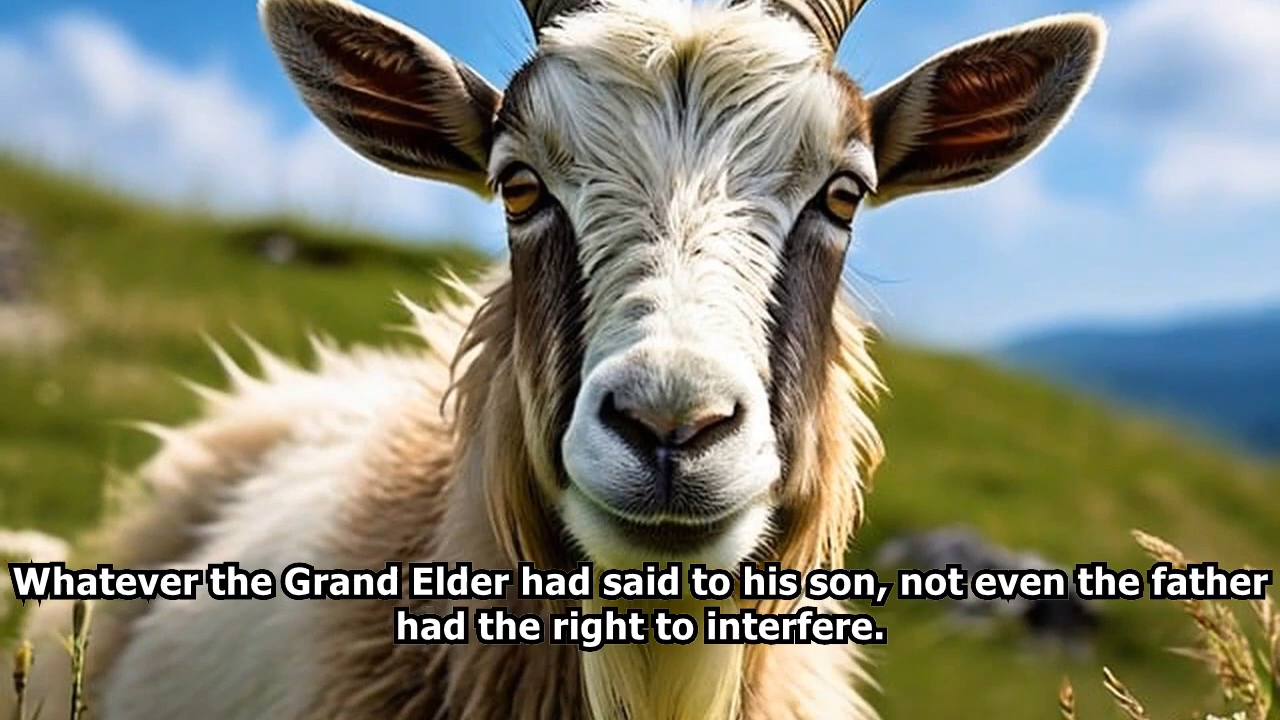 Whatever the Grand Elder had said to his son, not even the father
had the right to interfere.